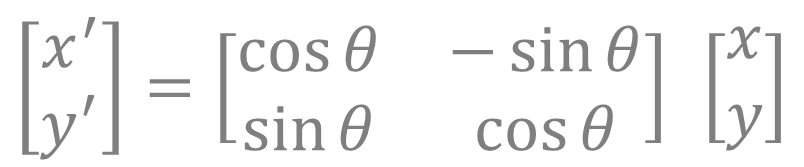 [x′] = [cos θ  − sin θ] [x]
[y′]   [sin θ  cos θ] [y]